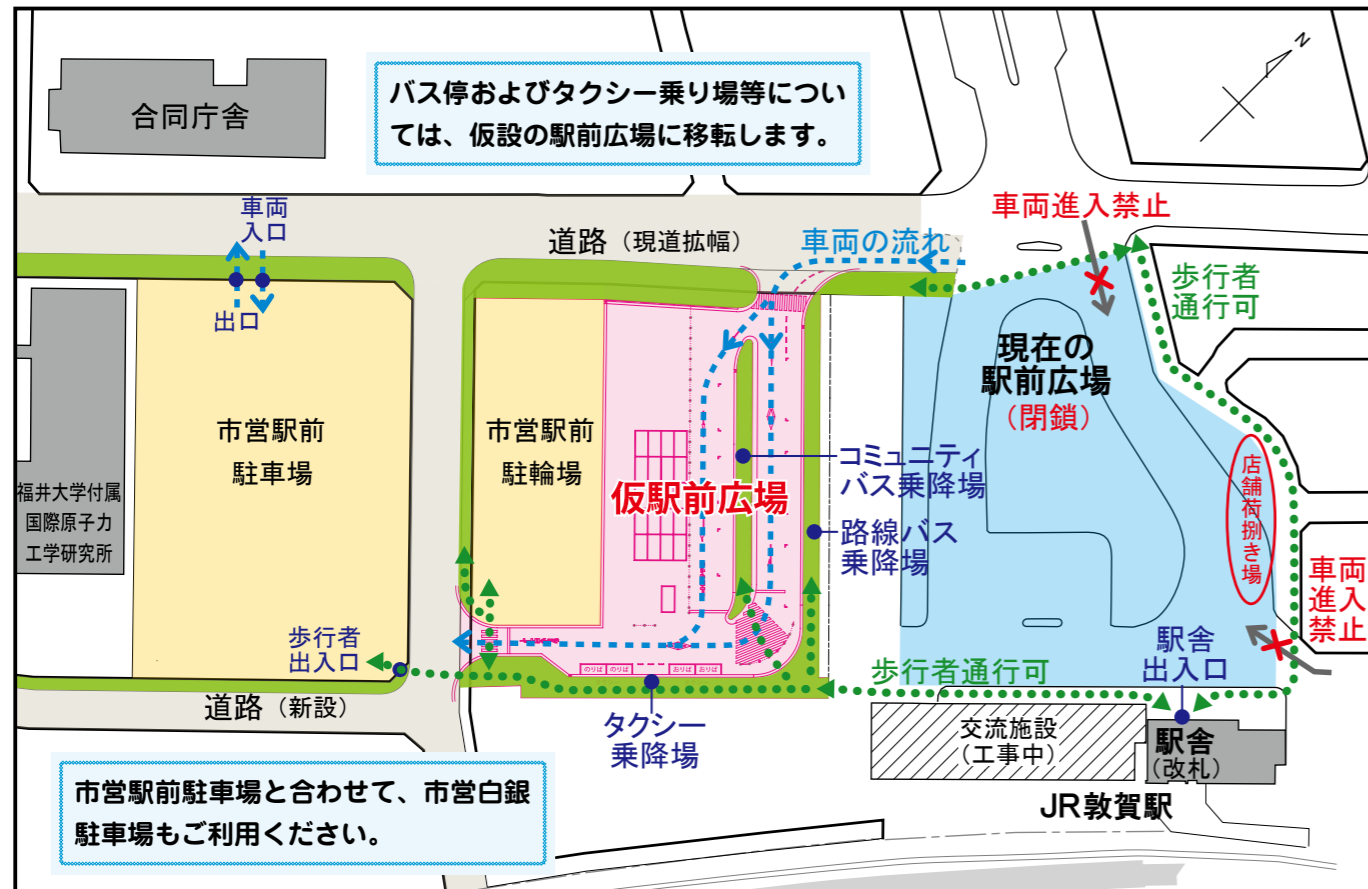 合同庁舎
バス停およびタクシー乗り場等につい
ては、仮設の駅前広場に移転します。
N
車両
入口
出口
道路（現道拡幅）
車両の流れ
車両進入禁止
歩行者
通行可
現在の
駅前広場
（閉鎖）
市営駅前
駐車場
市営駅前
駐輪場
仮駅前広場
コミュニティ
バス乗降場
路線バス
乗降場
店舗荷捌き場
福井大学付属
国際原子力
工学研究所
車両
進入
禁止
歩行者
出入口
のりば
のりば
おりば
おりば
歩行者通行可
駅舎
出入口
道路（新設）
タクシー
乗降場
交流施設
（工事中）
駅舎
（改札）
JR敦賀駅
市営駅前駐車場と合わせて、市営白銀
駐車場もご利用ください。